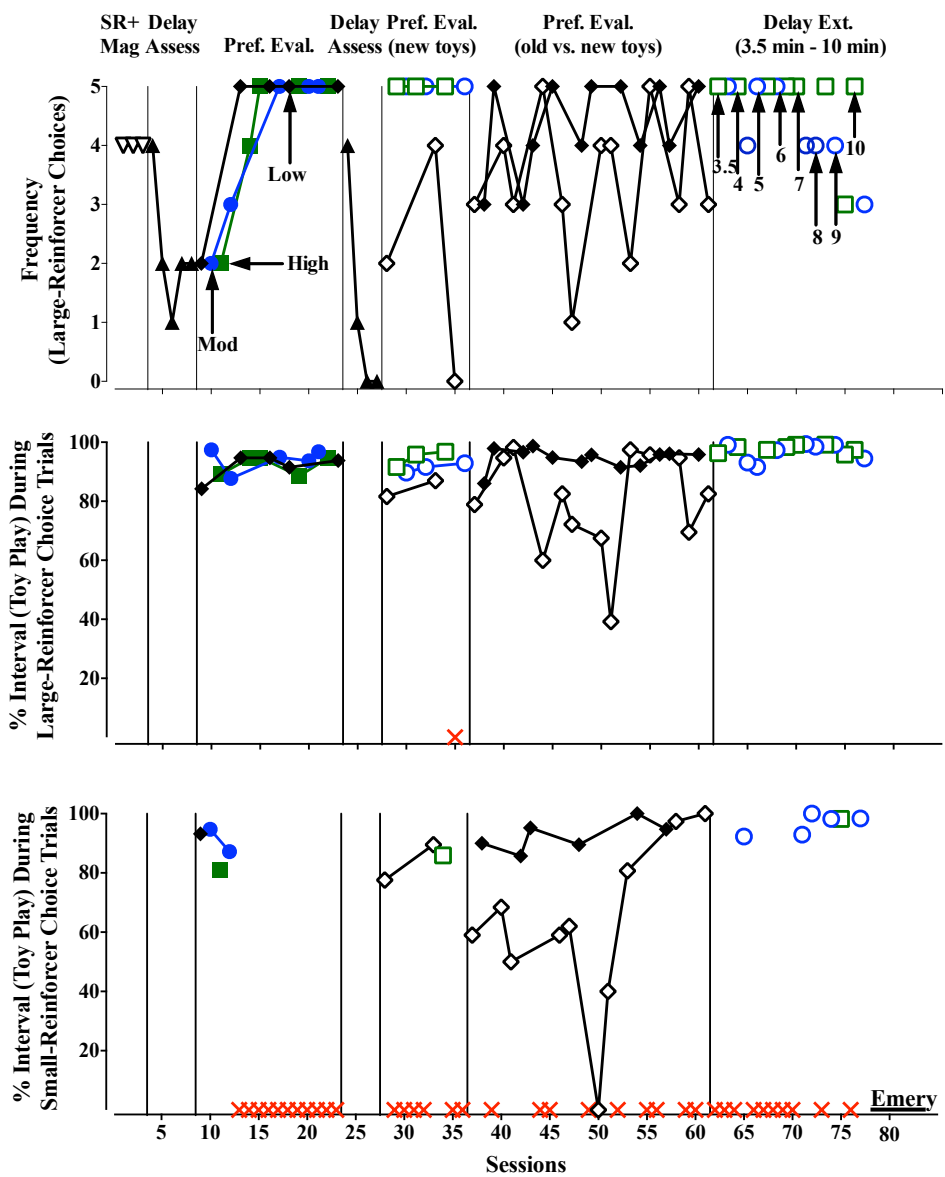 SR+ Delay
Mag Assess
Pref. Eval.
Delay
Assess
Pref. Eval.
(new toys)
Pref. Eval.
(old vs. new toys)
Delay Ext.
(3.5 min - 10 min)
Frequency
(Large-Reinforcer Choices)
5
4
3
2
1
0
Low
High
Mod
3.5
4
5
6
7
8
9
10
% Interval (Toy Play) During
Large-Reinforcer Choice Trials
100
80
60
40
20
% Interval (Toy Play) During
Small-Reinforcer Choice Trials
100
80
60
40
20
Emery
5 10 15 20 25 30 35 40 45 50 55 60 65 70 75 80
Sessions